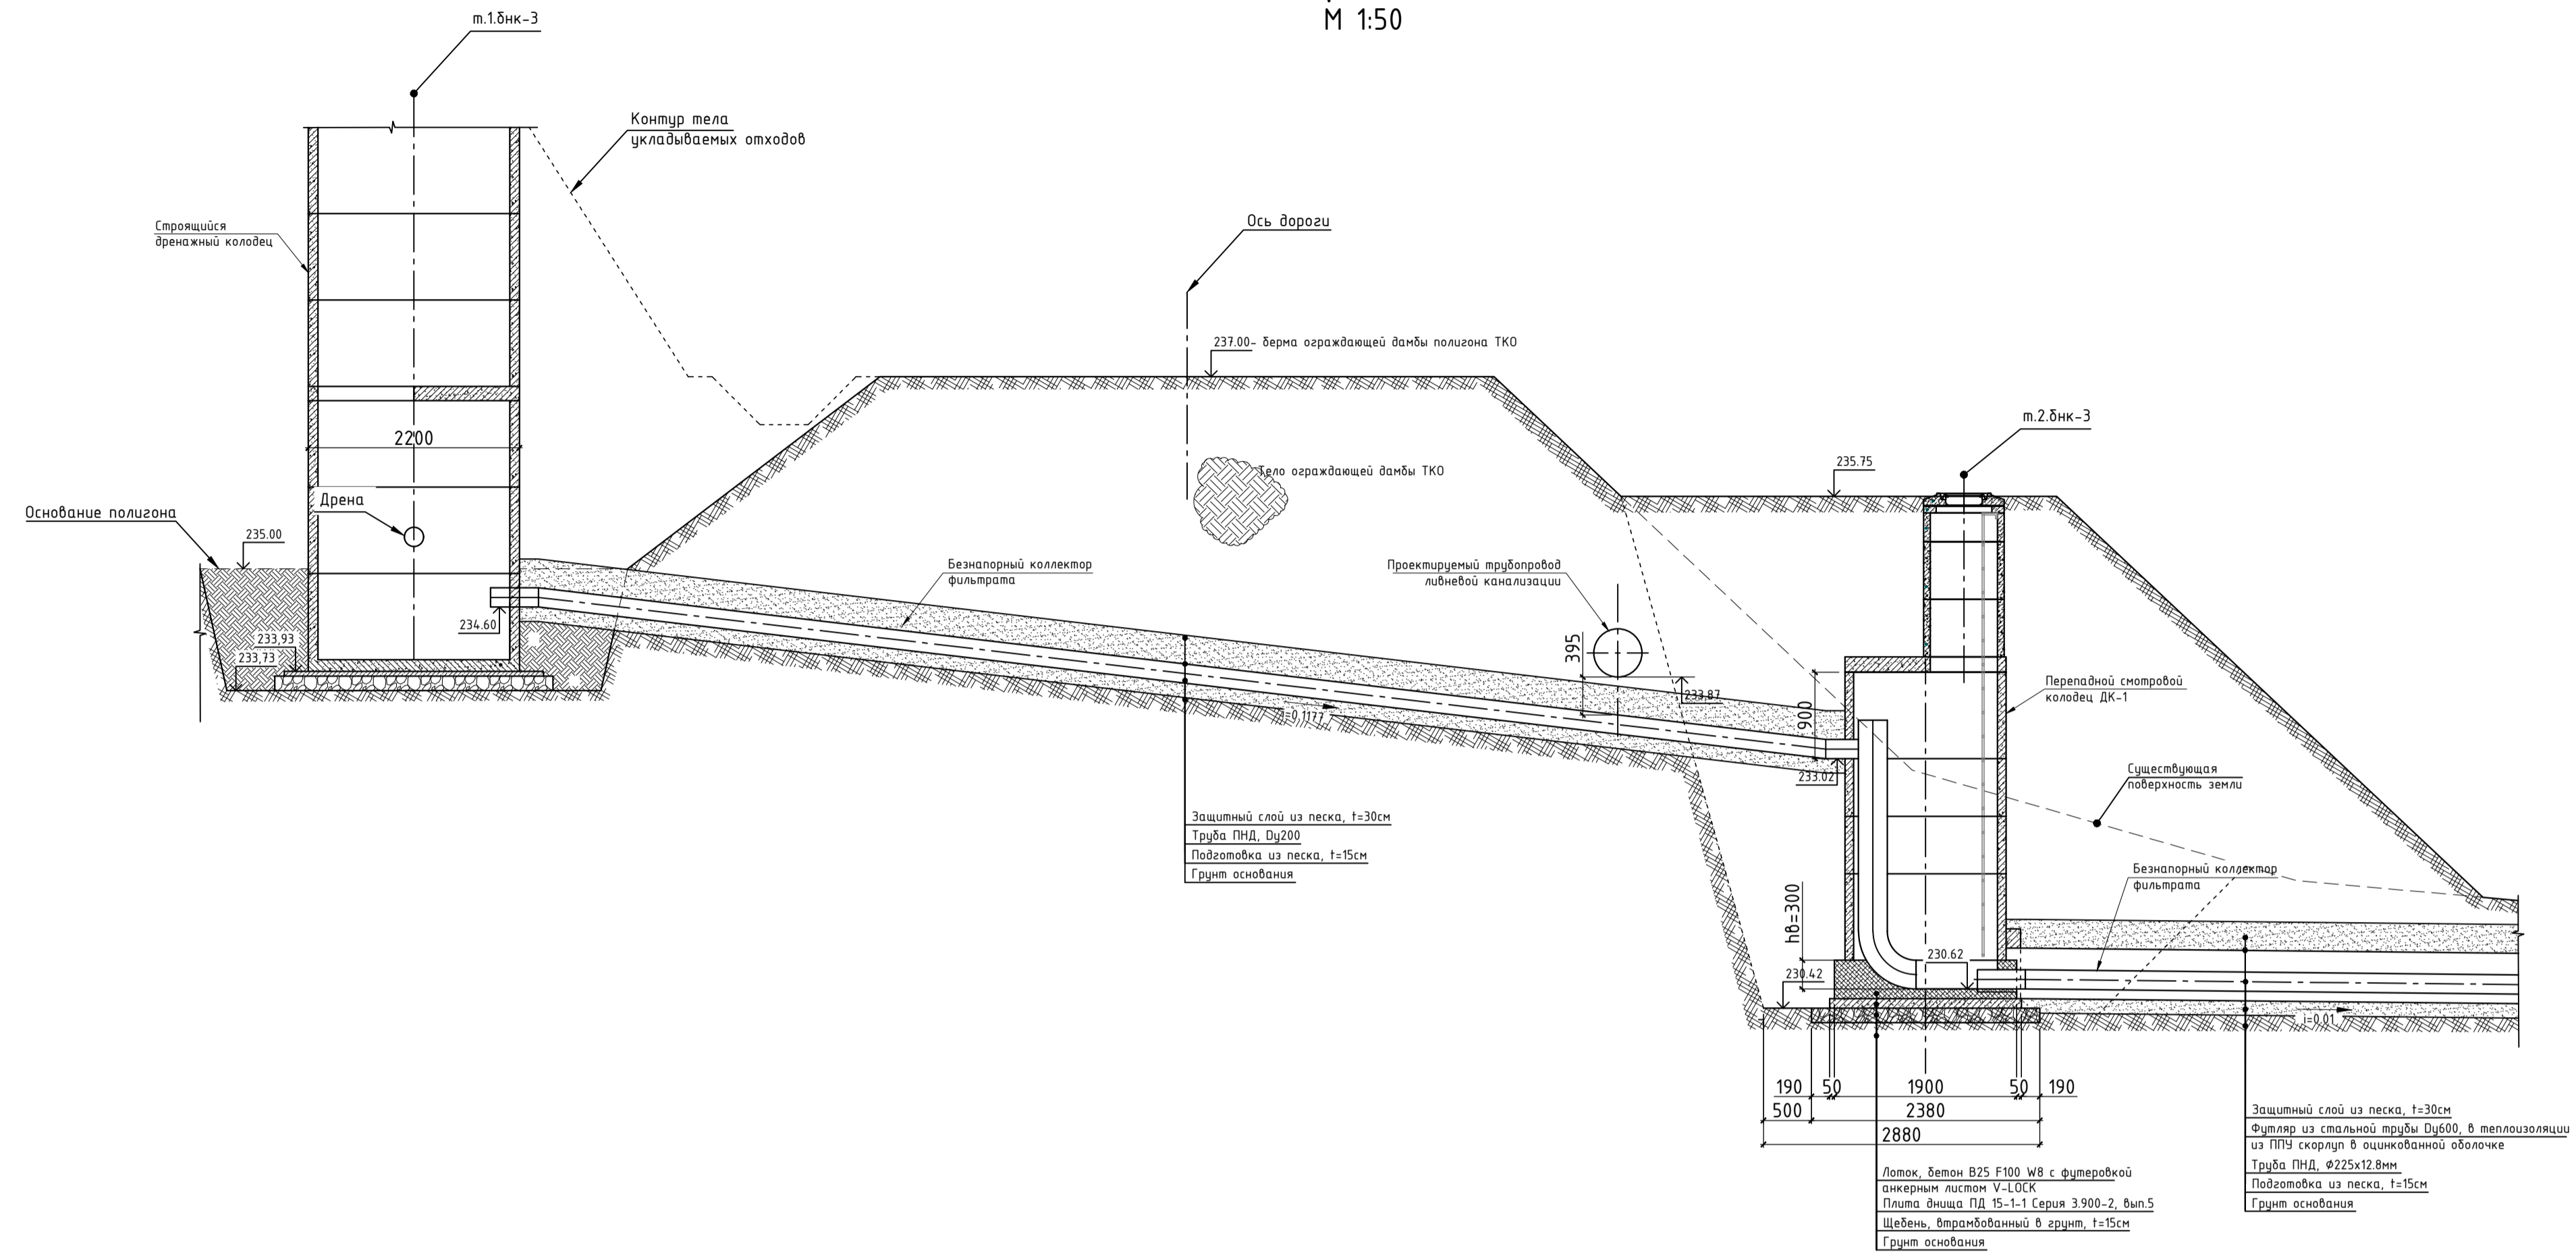 М 1:50
т.1.днк-3
Контур тела
укладываемых отходов
Строящийся
дренажный колодец
Ось дороги
237.00- берма ограждающей дамбы полигона ТКО
т.2.днк-3
2200
235.75
Тело ограждающей дамбы ТКО
Дрена
Основание полигона
235.00
Безнапорный коллектор
фильтрата
Проектируемый трубопровод
ливневой канализации
234.60
233,93
233,73
395
233.87
Перепадной смотровой
колодец ДК-1
900
i=0,1177
233.02
Существующая
поверхность земли
Защитный слой из песка, t=30см
Труба ПНД, Dу200
Подготовка из песка, t=15см
Грунт основания
Безнапорный коллектор
фильтрата
hв=300
230.62
230.42
i=0.01
190 50 1900 50 190
500 2380
2880
Защитный слой из песка, t=30см
Футляр из стальной трубы Dу600, в теплоизоляции
из ППУ скорлуп в оцинкованной оболочке
Труба ПНД, Ф225х12.8мм
Подготовка из песка, t=15см
Грунт основания
Лоток, бетон В25 F100 W8 с футеровкой
анкерным листом V-LOCK
Плита днища ПД 15-1-1 Серия 3.900-2, вып.5
Щебень, втрамбованный в грунт, t=15см
Грунт основания